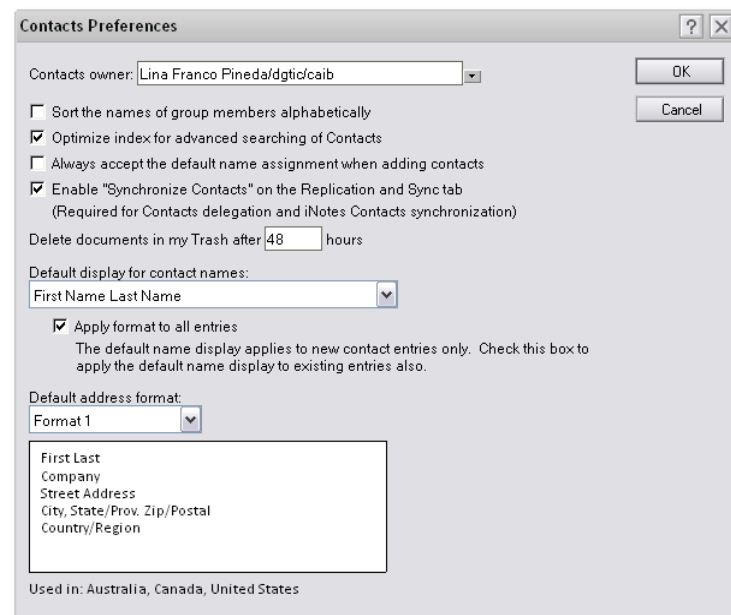 Contacts Preferences
Contacts owner: Lina Franco Pineda/dgtic/caib
OK
Cancel
Sort the names of group members alphabetically
Optimize index for advanced searching of Contacts
Always accept the default name assignment when adding contacts
Enable "Synchronize Contacts" on the Replication and Sync tab
(Required for Contacts delegation and iNotes Contacts synchronization)
Delete documents in my Trash after 48 hours
Default display for contact names:
First Name Last Name
Apply format to all entries
The default name display applies to new contact entries only. Check this box to
apply the default name display to existing entries also.
Default address format:
Format 1
First Last
Company
Street Address
City, State/Prov. Zip/Postal
Country/Region
Used in: Australia, Canada, United States